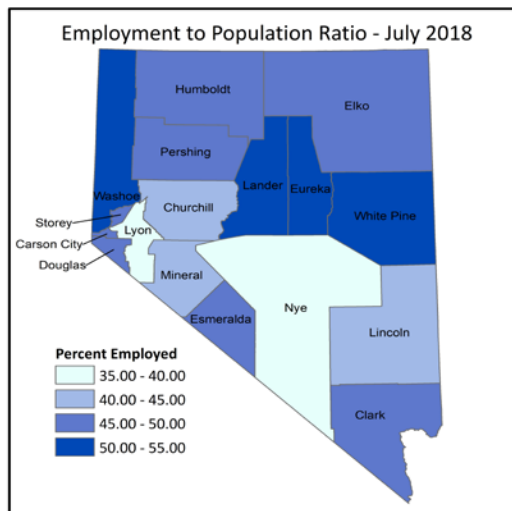 Employment to Population Ratio - July 2018
Humboldt
Elko
Pershing
Lander
Eureka
Washoe
White Pine
Churchill
Storey
Lyon
Carson City
Douglas
Mineral
Nye
Esmeralda
Lincoln
Clark
Percent Employed
35.00 - 40.00
40.00 - 45.00
45.00 - 50.00
50.00 - 55.00